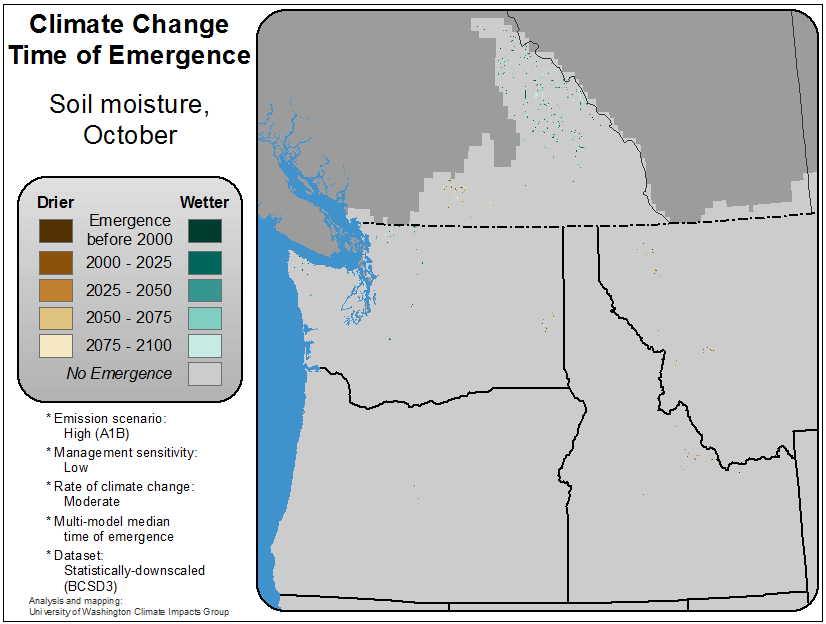 Climate Change
Time of Emergence
Soil moisture,
October
Drier
Wetter
Emergence
before 2000
2000 - 2025
2025 - 2050
2050 - 2075
2075 - 2100
No Emergence
* Emission scenario:
High (A1B)
* Management sensitivity:
Low
* Rate of climate change:
Moderate
* Multi-model median
time of emergence
* Dataset:
Statistically-downscaled
(BCSD3)
Analysis and mapping:
University of Washington Climate Impacts Group